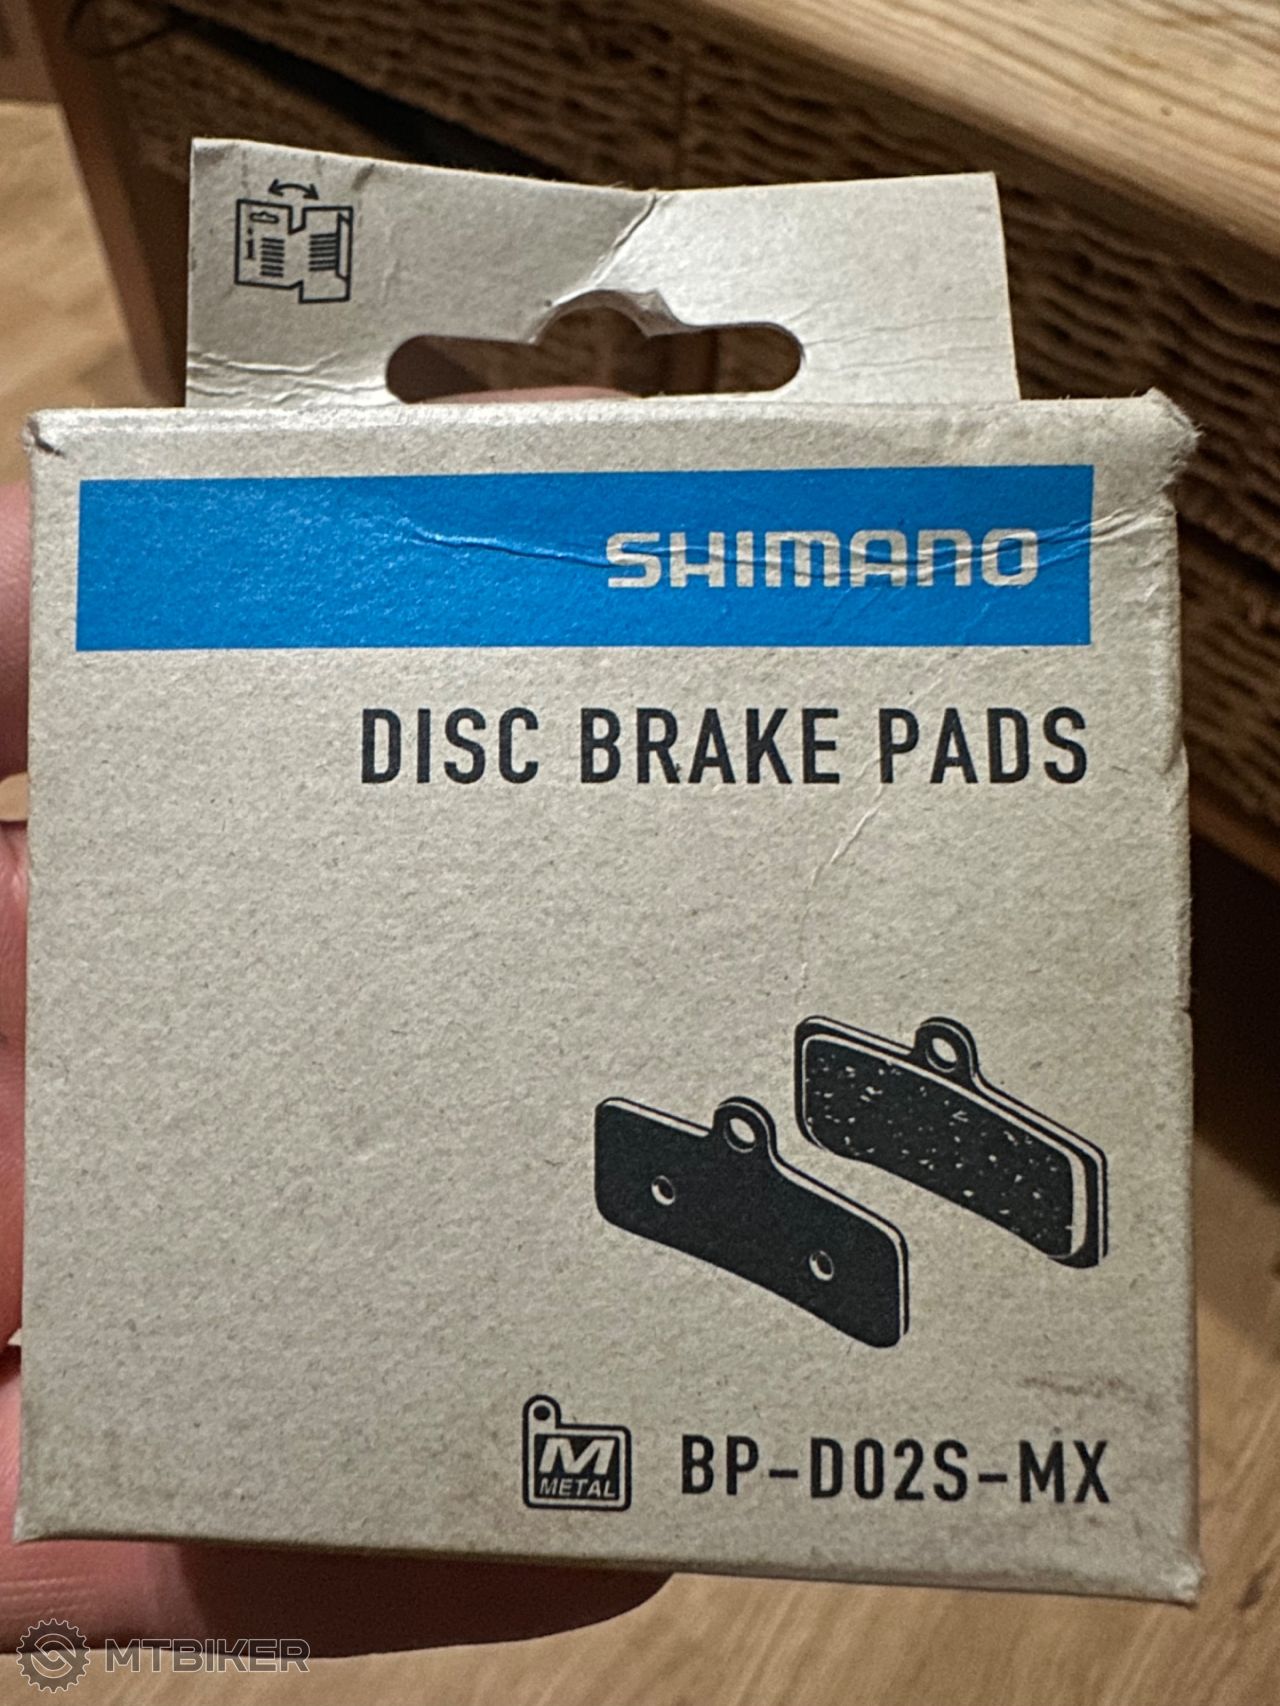 SHIMANO
DISC BRAKE PADS
M
METAL
BP-D02S-MX
MTBIKER